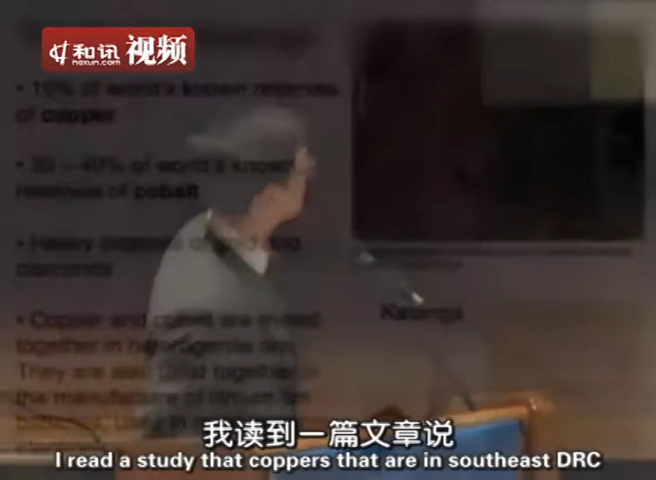 和讯 视频
hexun.com
• 10% of world's known reserves
of copper
of world's known
reserves of cobalt
• Heavy deposits of gold and
diamonds
• Copper and cobalt are mined
together in heterogenite ore.
They are also used together in
the manufacture of lithium ion
Katanga
我读到一篇文章说
I read a study that coppers that are in southeast DRC